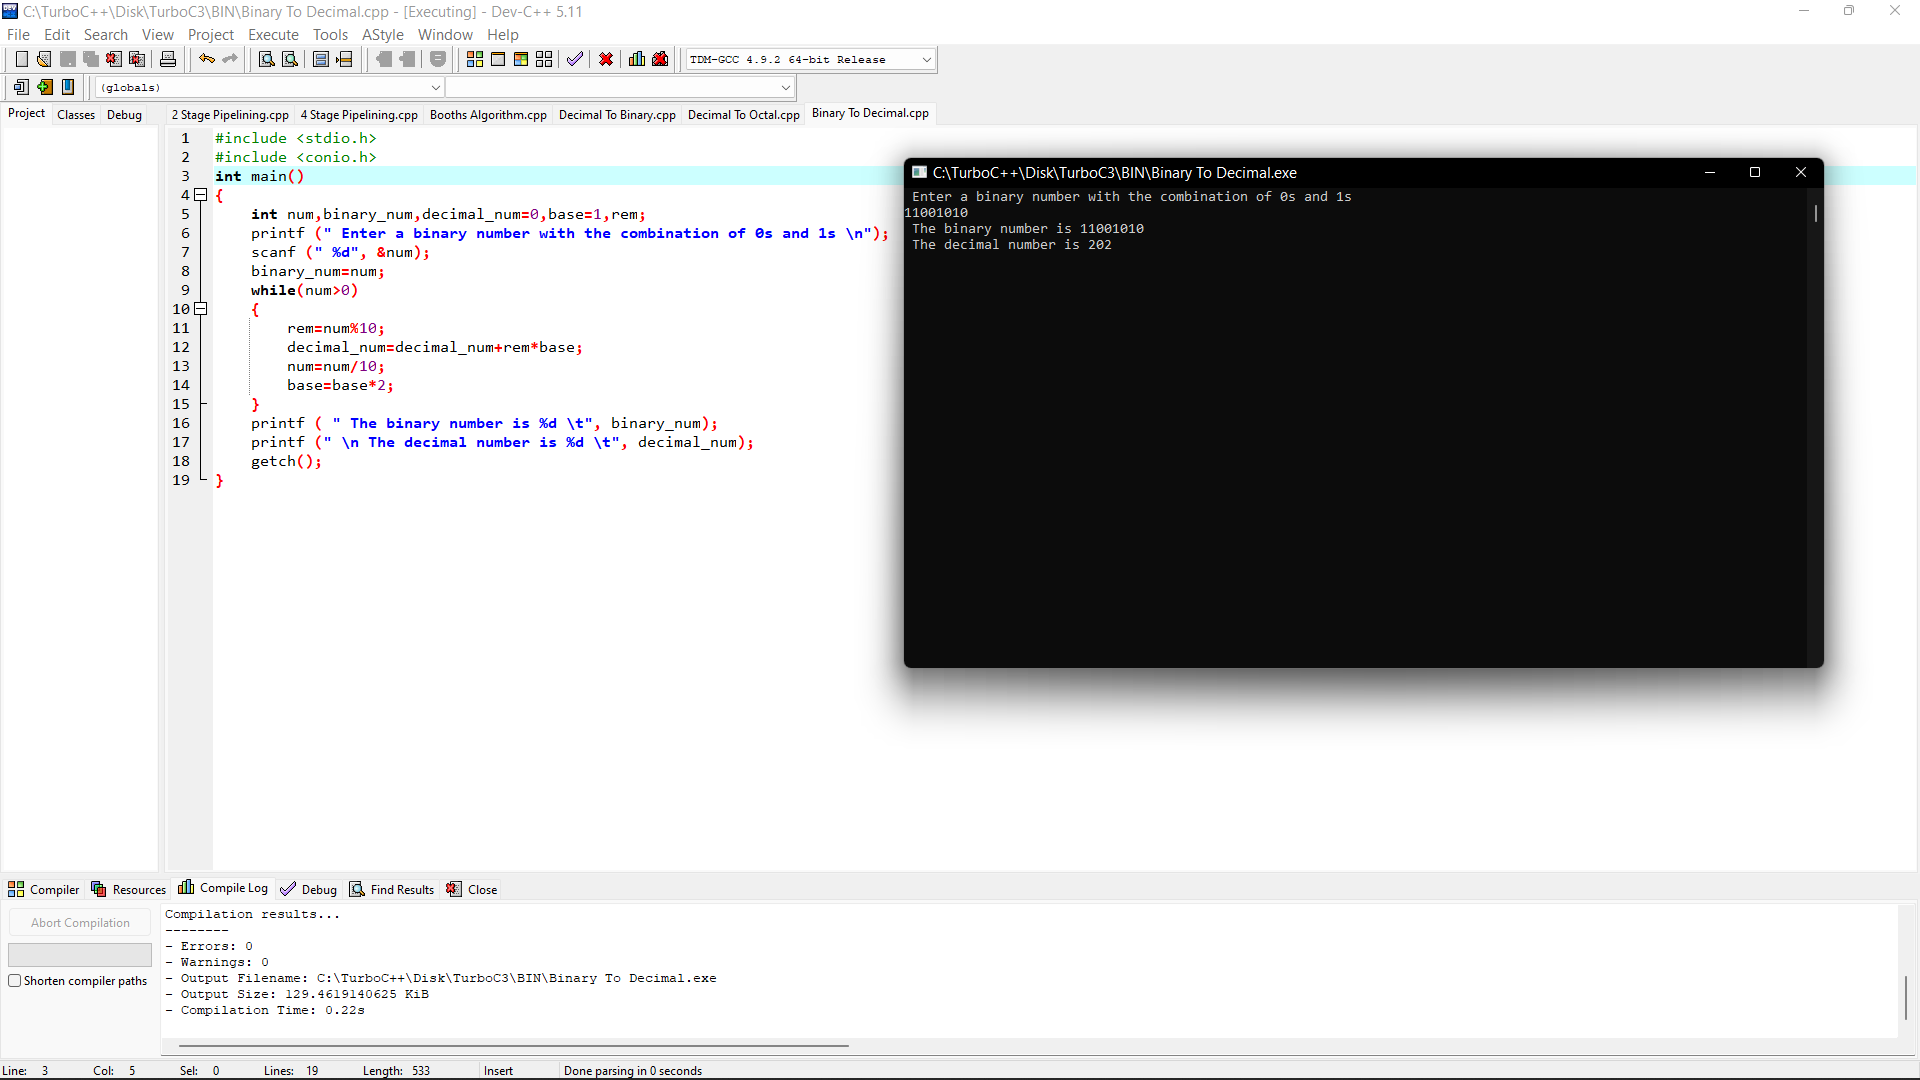 C:\TurboC++\Disk\TurboC3\BIN\Binary To Decimal.cpp - [Executing] - Dev-C++ 5.11
File Edit Search View Project Execute Tools AStyle Window Help
TDM-GCC 4.9.2 64-bit Release
(globals)
Project Classes Debug
2 Stage Pipelining.cpp 4 Stage Pipelining.cpp Booths Algorithm.cpp Decimal To Binary.cpp Decimal To Octal.cpp Binary To Decimal.cpp
1 #include <stdio.h>
2 #include <conio.h>
3 int main()
4 {
5 int num,binary_num,decimal_num=0,base=1,rem;
6 printf (" Enter a binary number with the combination of 0s and 1s \n");
7 scanf (" %d", &num);
8 binary_num=num;
9 while(num>0)
10 {
11 rem=num%10;
12 decimal_num=decimal_num+rem*base;
13 num=num/10;
14 base=base*2;
15 }
16 printf ( " The binary number is %d \t", binary_num);
17 printf (" \n The decimal number is %d \t", decimal_num);
18 getch();
19 }
C:\TurboC++\Disk\TurboC3\BIN\Binary To Decimal.exe
Enter a binary number with the combination of 0s and 1s
11001010
The binary number is 11001010
The decimal number is 202
Compiler Resources Compile Log Debug Find Results Close
Abort Compilation
Shorten compiler paths
Compilation results...
--------
- Errors: 0
- Warnings: 0
- Output Filename: C:\TurboC++\Disk\TurboC3\BIN\Binary To Decimal.exe
- Output Size: 129.4619140625 KiB
- Compilation Time: 0.22s
Line: 3 Col: 5 Sel: 0 Lines: 19 Length: 533 Insert Done parsing in 0 seconds